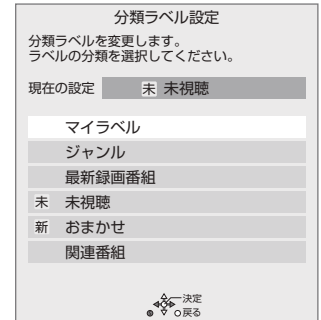 分類ラベル設定
分類ラベルを変更します。
ラベルの分類を選択してください。
現在の設定 未 未視聴
マイラベル
ジャンル
最新録画番組
未 未視聴
新 おまかせ
関連番組
決定
戻る